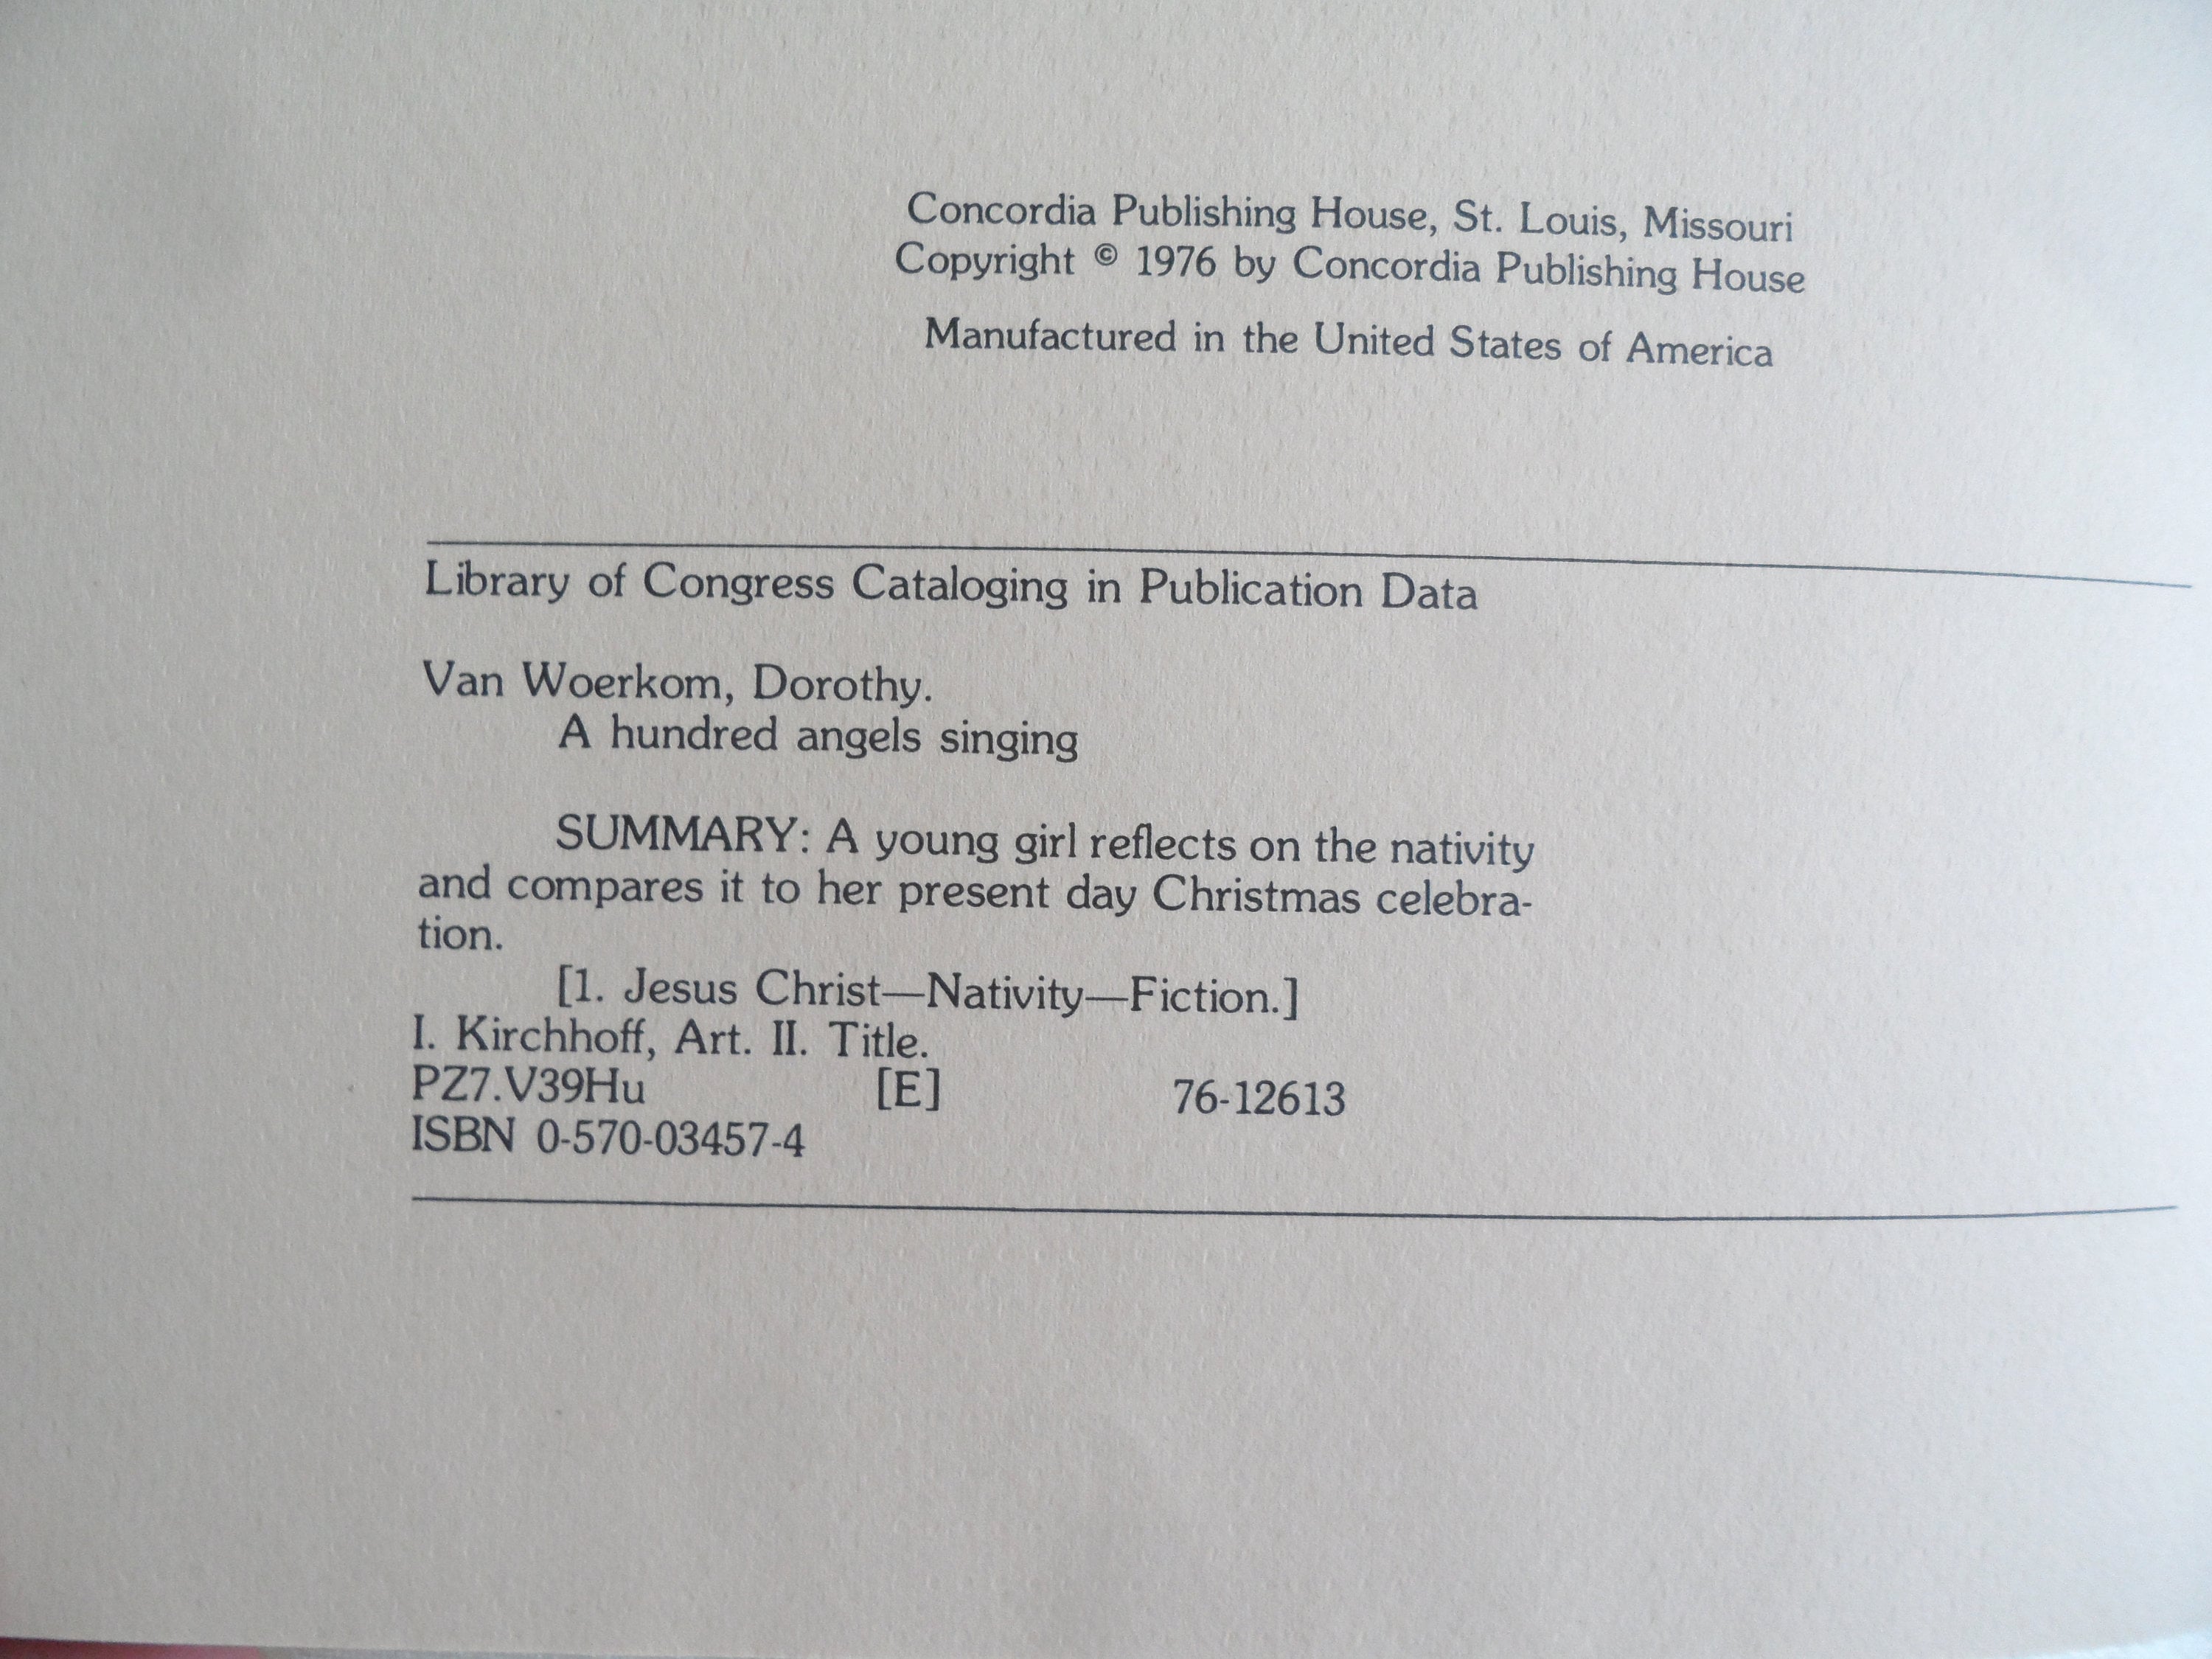 Concordia Publishing House, St. Louis, Missouri
Copyright © 1976 by Concordia Publishing House
Manufactured in the United States of America
Library of Congress Cataloging in Publication Data
Van Woerkom, Dorothy.
A hundred angels singing
SUMMARY: A young girl reflects on the nativity
and compares it to her present day Christmas celebra-
tion.
[1. Jesus Christ—Nativity—Fiction.]
I. Kirchhoff, Art. II. Title.
PZ7.V39Hu [E] 76-12613
ISBN 0-570-03457-4